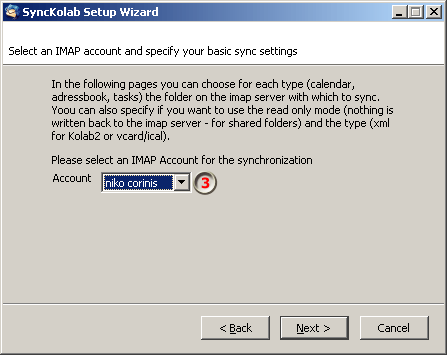 SyncKolab Setup Wizard
Select an IMAP account and specify your basic sync settings
In the following pages you can choose for each type (calendar,
adressbook, tasks) the folder on the imap server with which to sync.
Yoou can also specify if you want to use the read only mode (nothing is
written back to the imap server - for shared folders) and the type (xml
for Kolab2 or vcard/ical).
Please select an IMAP Account for the synchronization
Account niko corinis 3
< Back Next > Cancel